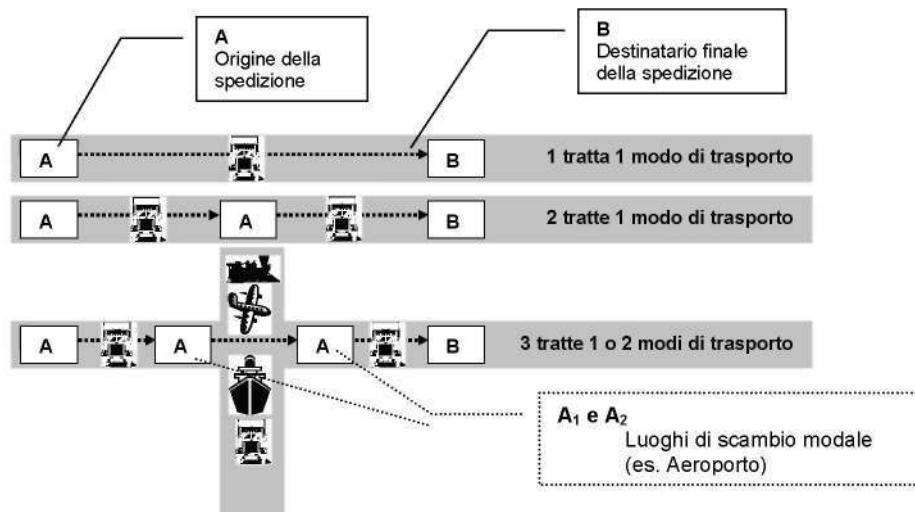 A
Origine della
spedizione
B
Destinatario finale
della spedizione
A B 1 tratta 1 modo di trasporto
A A B 2 tratte 1 modo di trasporto
A A A B 3 tratte 1 o 2 modi di trasporto
A₁ e A₂
Luoghi di scambio modale
(es. Aeroporto)